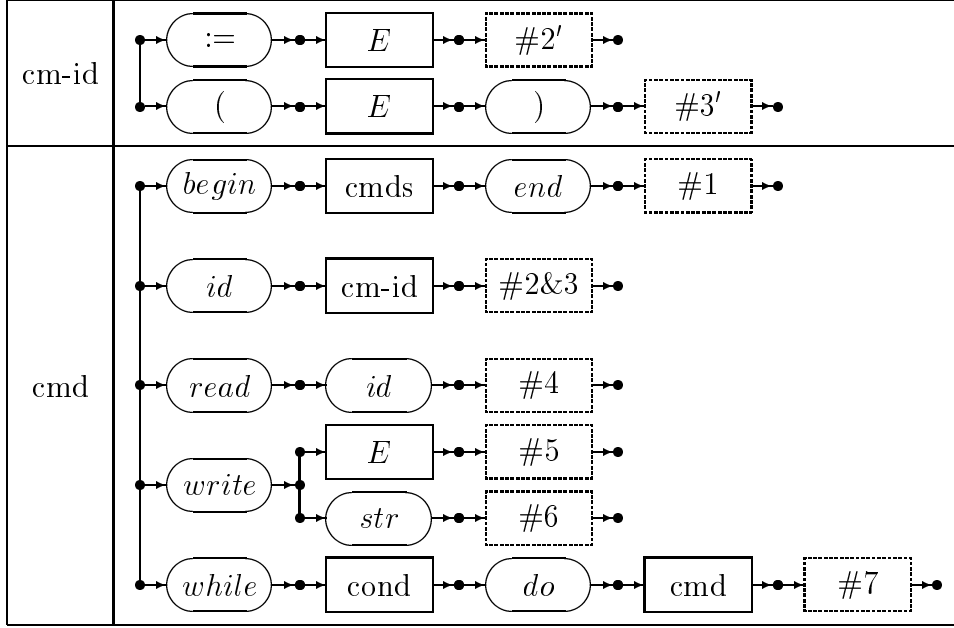 cm-id
:= E #2′
( E ) #3′
cmd
begin cmds end #1
id cm-id #2&3
read id #4
write E #5
str #6
while cond do cmd #7